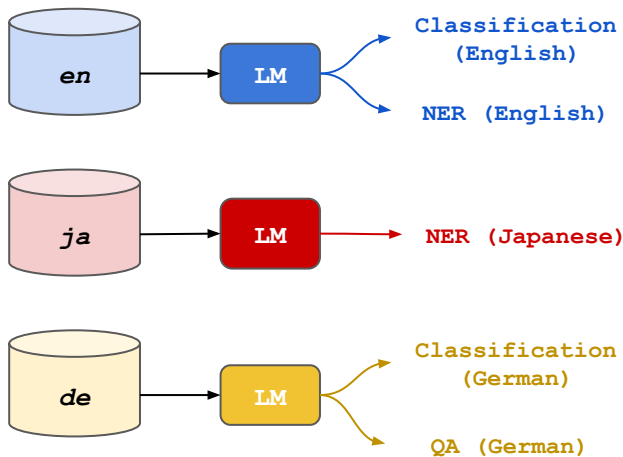 en
LM
Classification
(English)
NER (English)
ja
LM
NER (Japanese)
de
LM
Classification
(German)
QA (German)